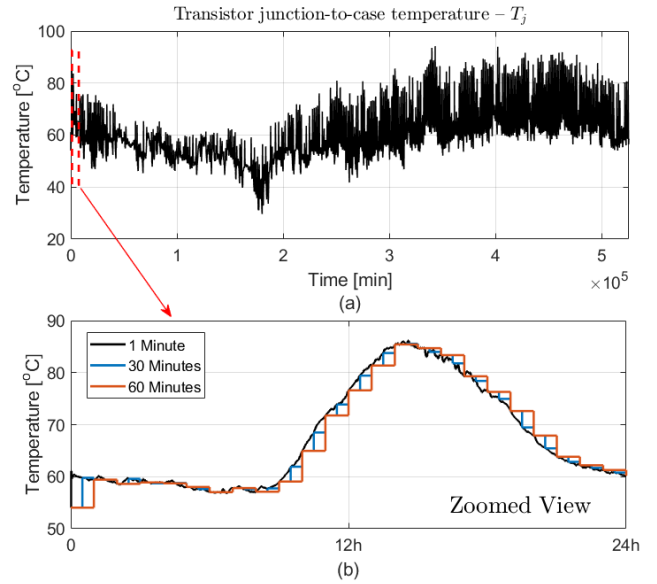 Transistor junction-to-case temperature – T_j
100
80
60
40
20
0
1
2
3
4
5
Temperature [°C]
Time [min]
×10^5
(a)
90
80
70
60
50
0
12h
24h
Temperature [°C]
1 Minute
30 Minutes
60 Minutes
Zoomed View
(b)